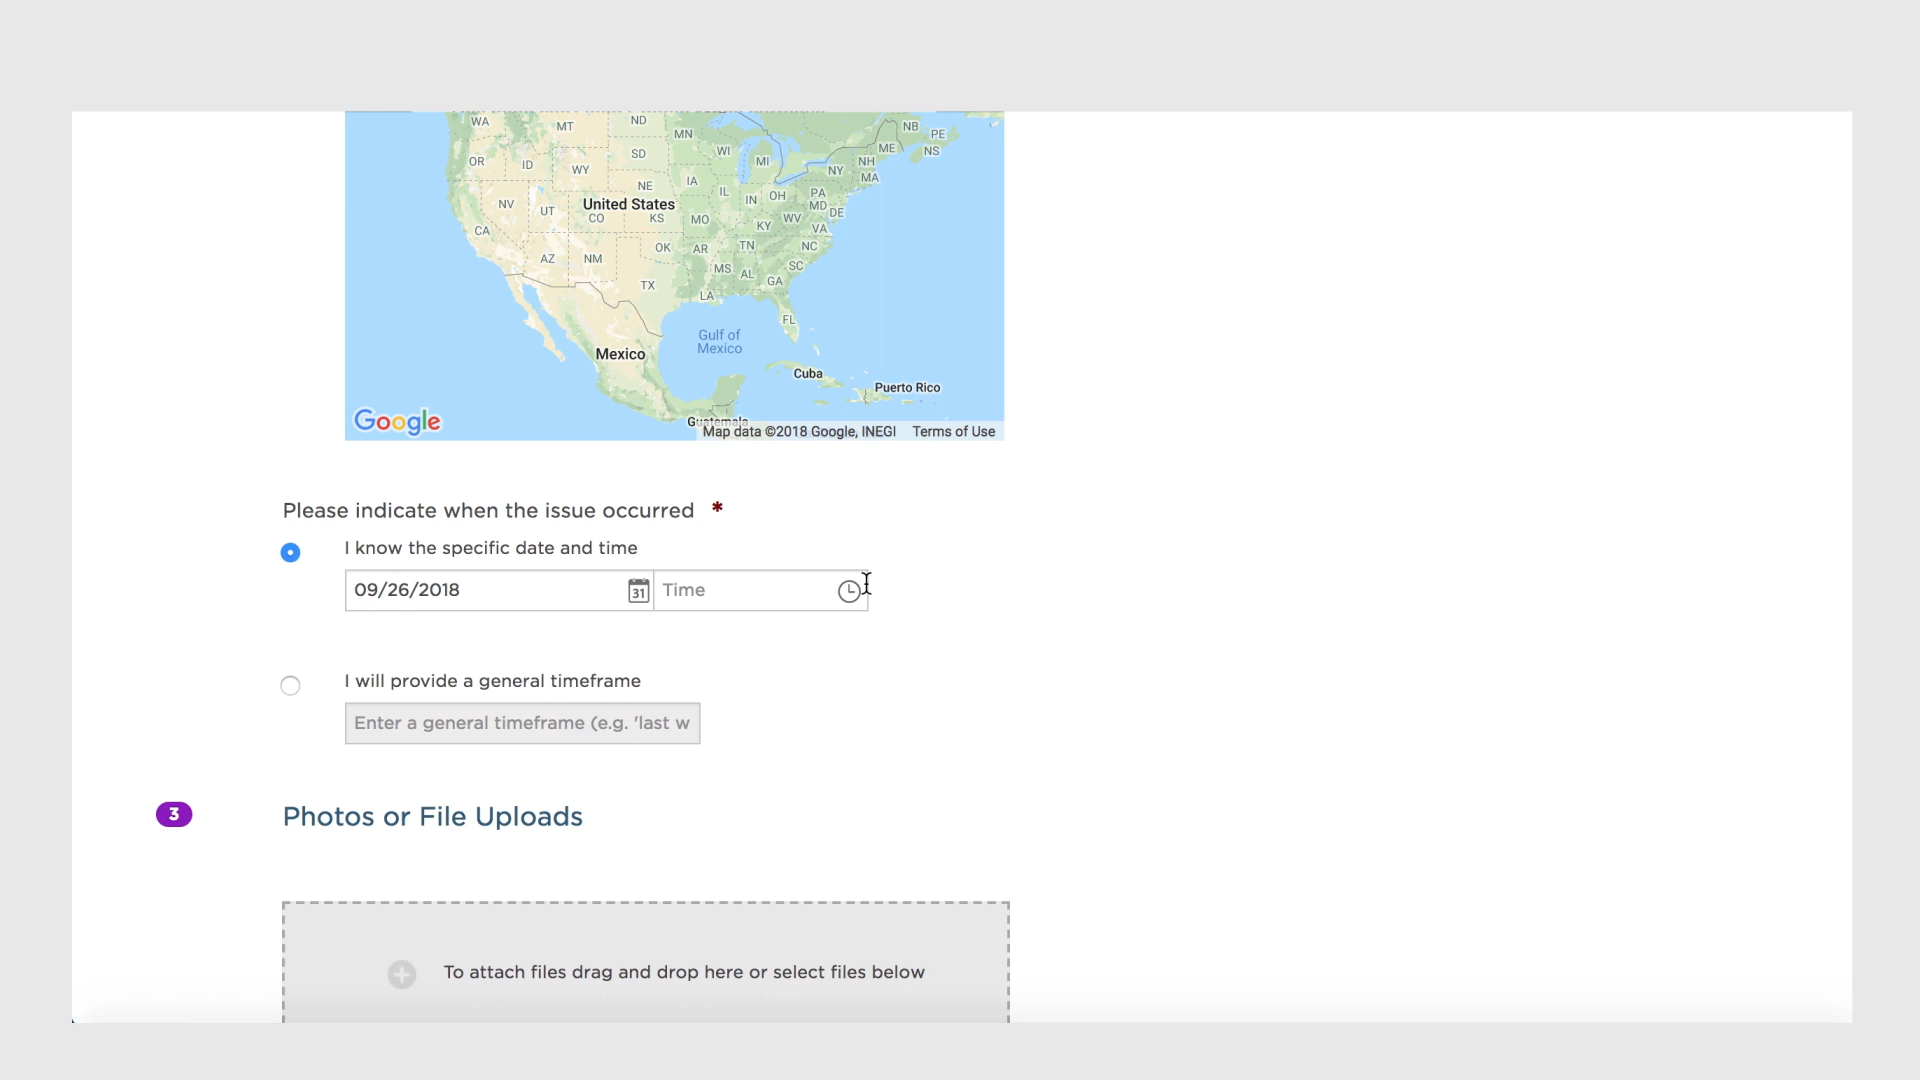 WA
MT
ND
MN
NB
PE
OR
ID
WY
SD
WI
MI
NY
NH
ME
NS
MA
NE
IA
IL
IN
OH
PA
MD
DE
NV
UT
United States
CO
KS
MO
KY
WV
VA
CA
AZ
NM
OK
AR
TN
NC
TX
MS
AL
GA
SC
LA
FL
Gulf of
Mexico
Mexico
Cuba
Puerto Rico
Guatemala
Google
Map data ©2018 Google, INEGI Terms of Use
Please indicate when the issue occurred *
I know the specific date and time
09/26/2018 31 Time
I will provide a general timeframe
Enter a general timeframe (e.g. 'last w
3 Photos or File Uploads
To attach files drag and drop here or select files below